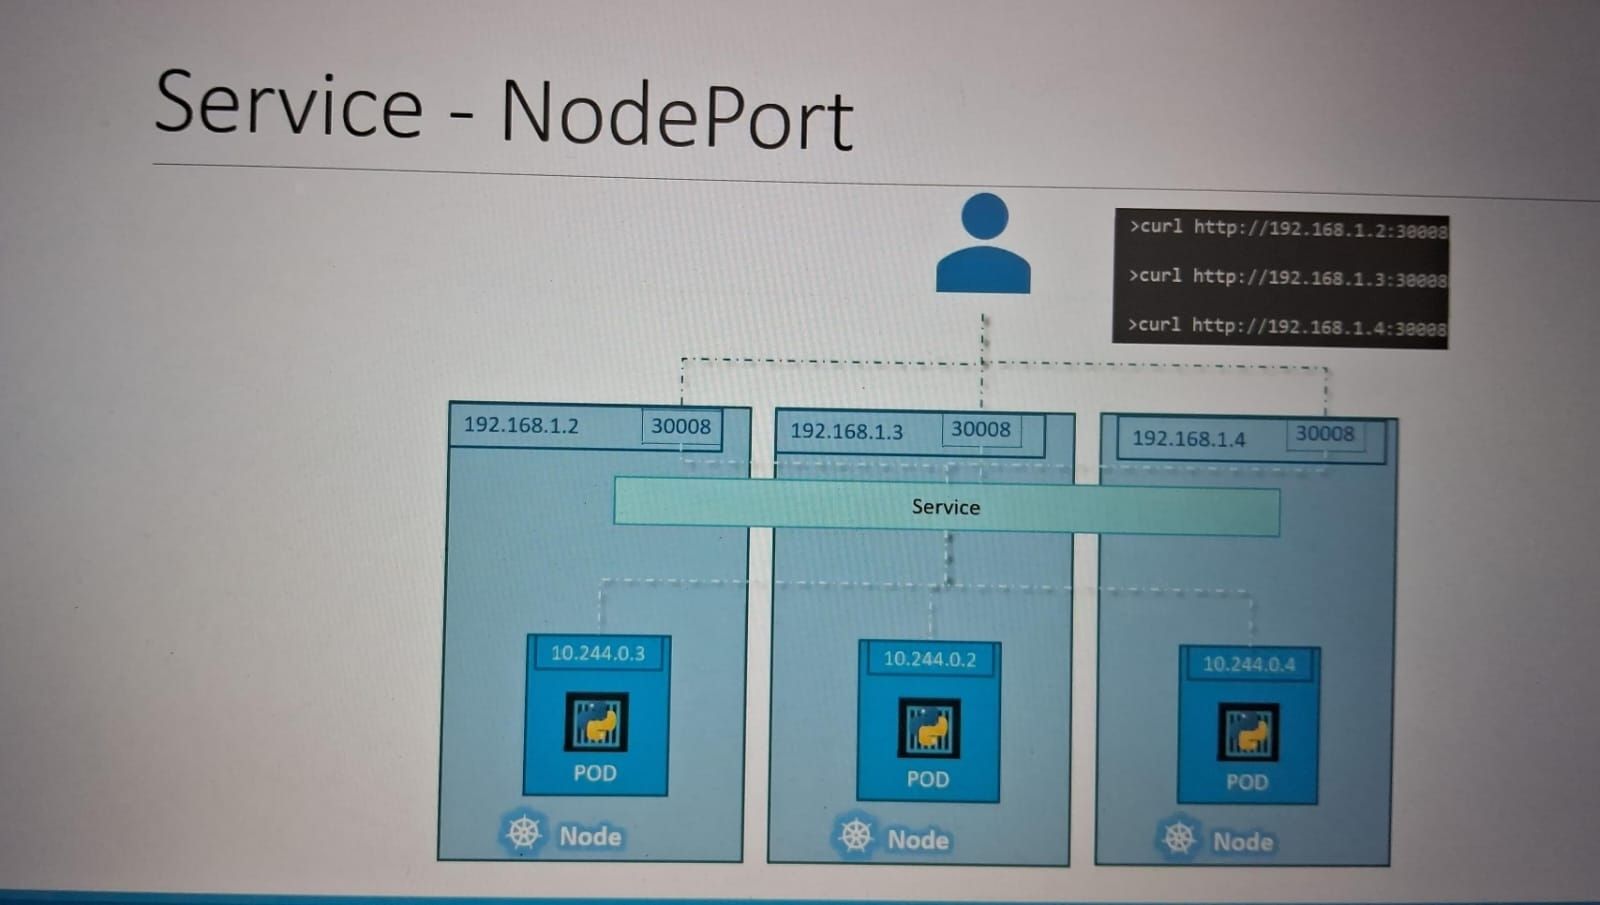 Service - NodePort
>curl http://192.168.1.2:30008
>curl http://192.168.1.3:30008
>curl http://192.168.1.4:30008
192.168.1.2 30008
192.168.1.3 30008
192.168.1.4 30008
Service
10.244.0.3
10.244.0.2
10.244.0.4
POD
POD
POD
Node
Node
Node